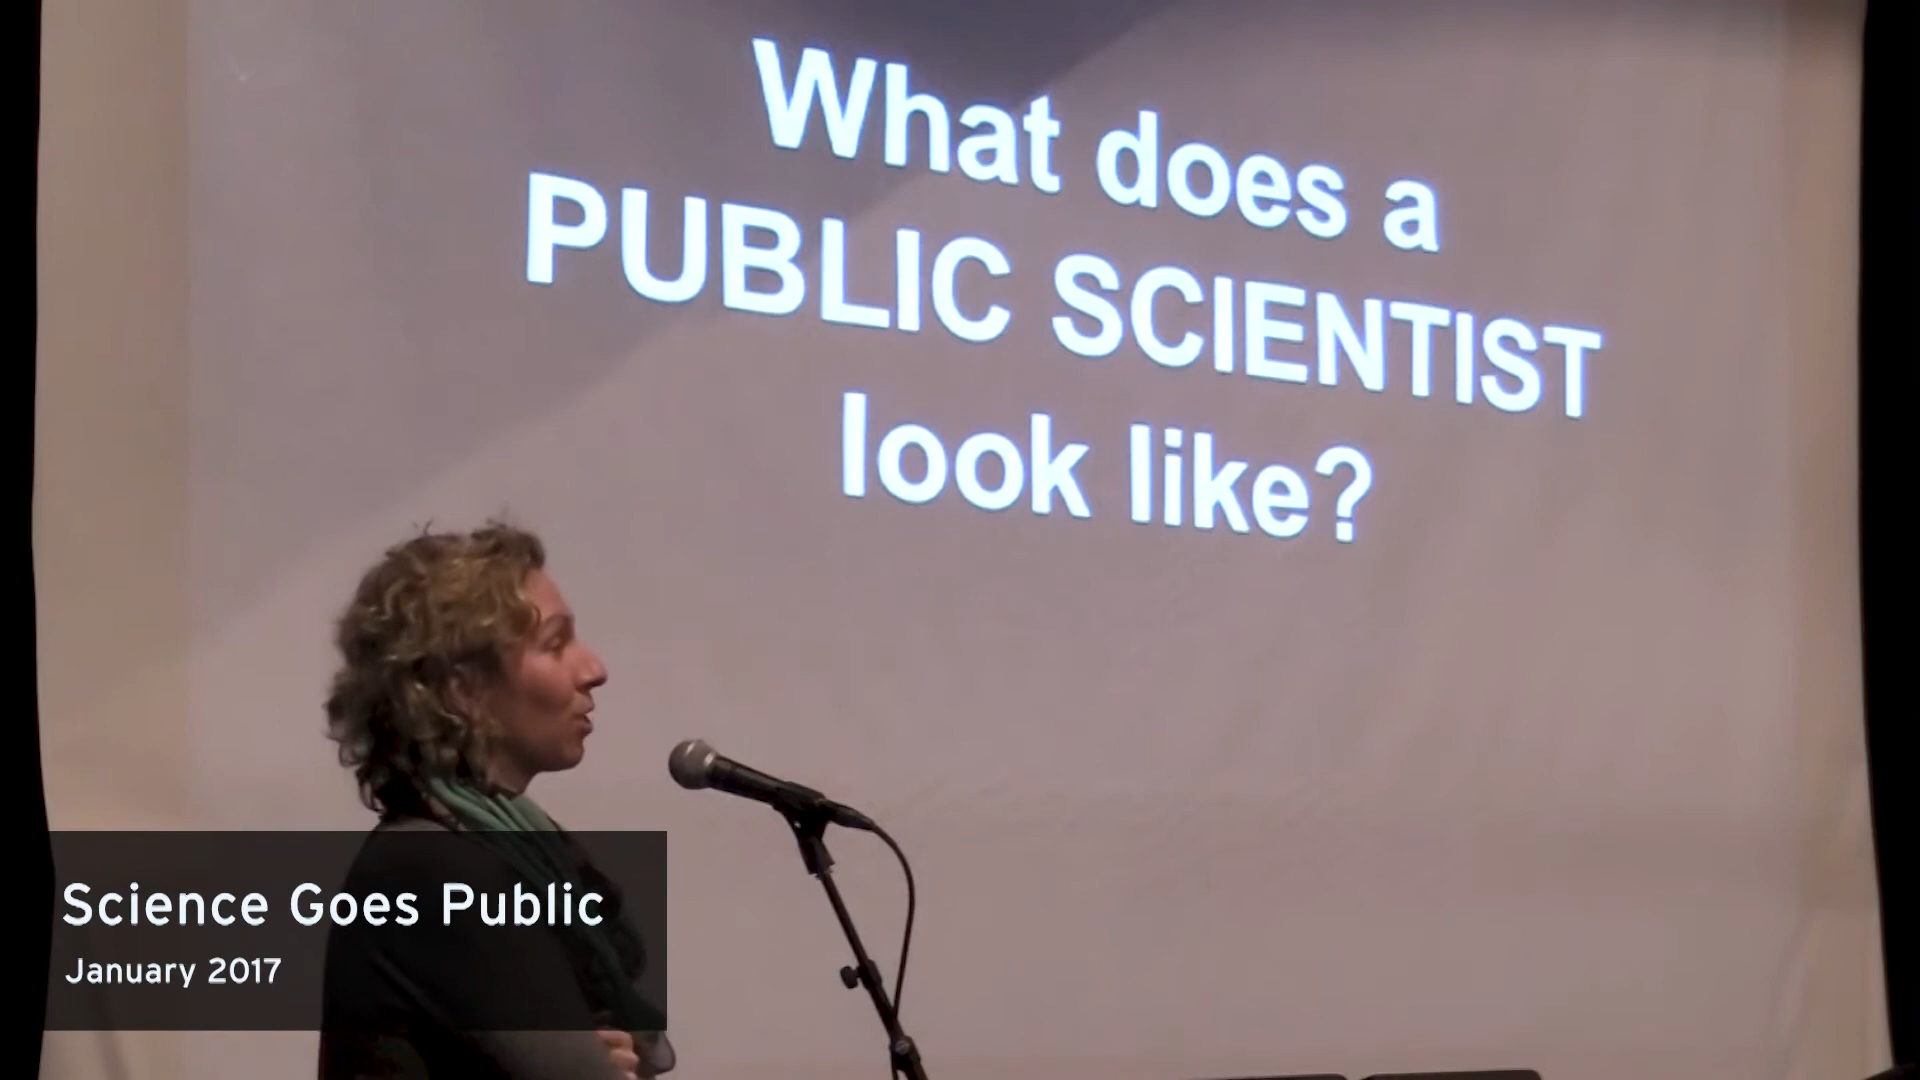 What does a
PUBLIC SCIENTIST
look like?
Science Goes Public
January 2017